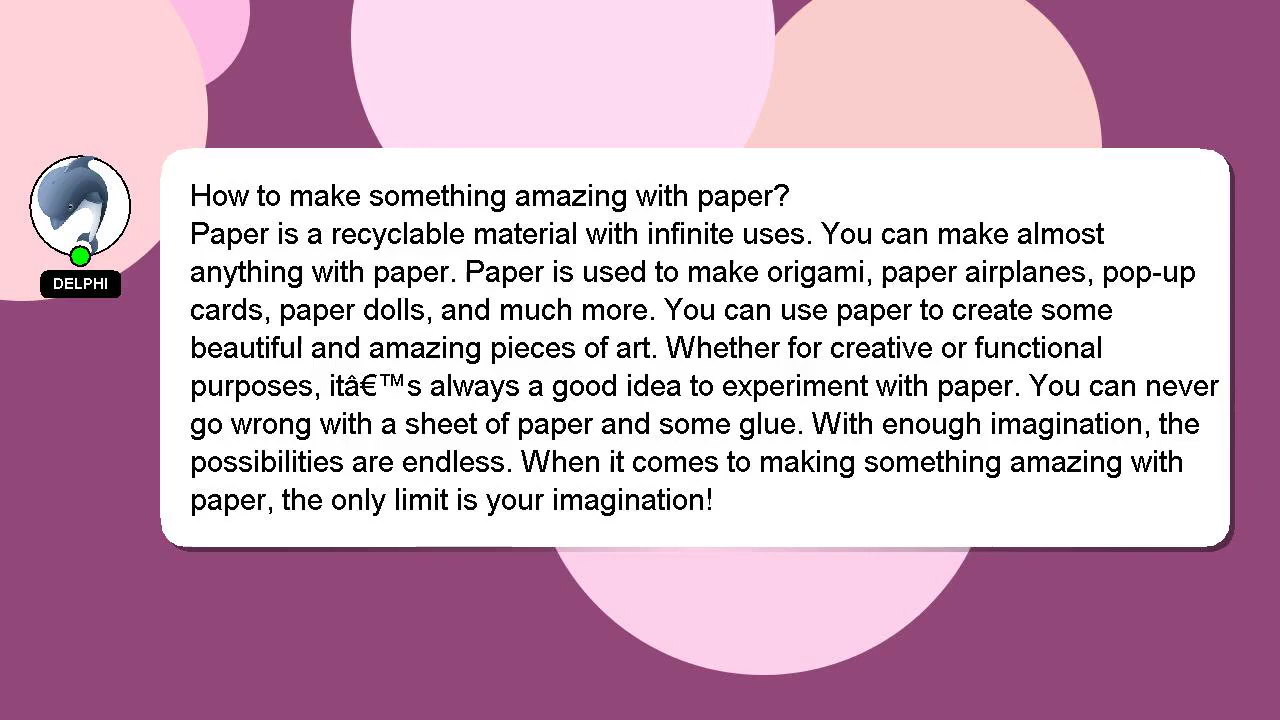 How to make something amazing with paper?
Paper is a recyclable material with infinite uses. You can make almost
anything with paper. Paper is used to make origami, paper airplanes, pop-up
cards, paper dolls, and much more. You can use paper to create some
beautiful and amazing pieces of art. Whether for creative or functional
purposes, itâ€™s always a good idea to experiment with paper. You can never
go wrong with a sheet of paper and some glue. With enough imagination, the
possibilities are endless. When it comes to making something amazing with
paper, the only limit is your imagination!
DELPHI